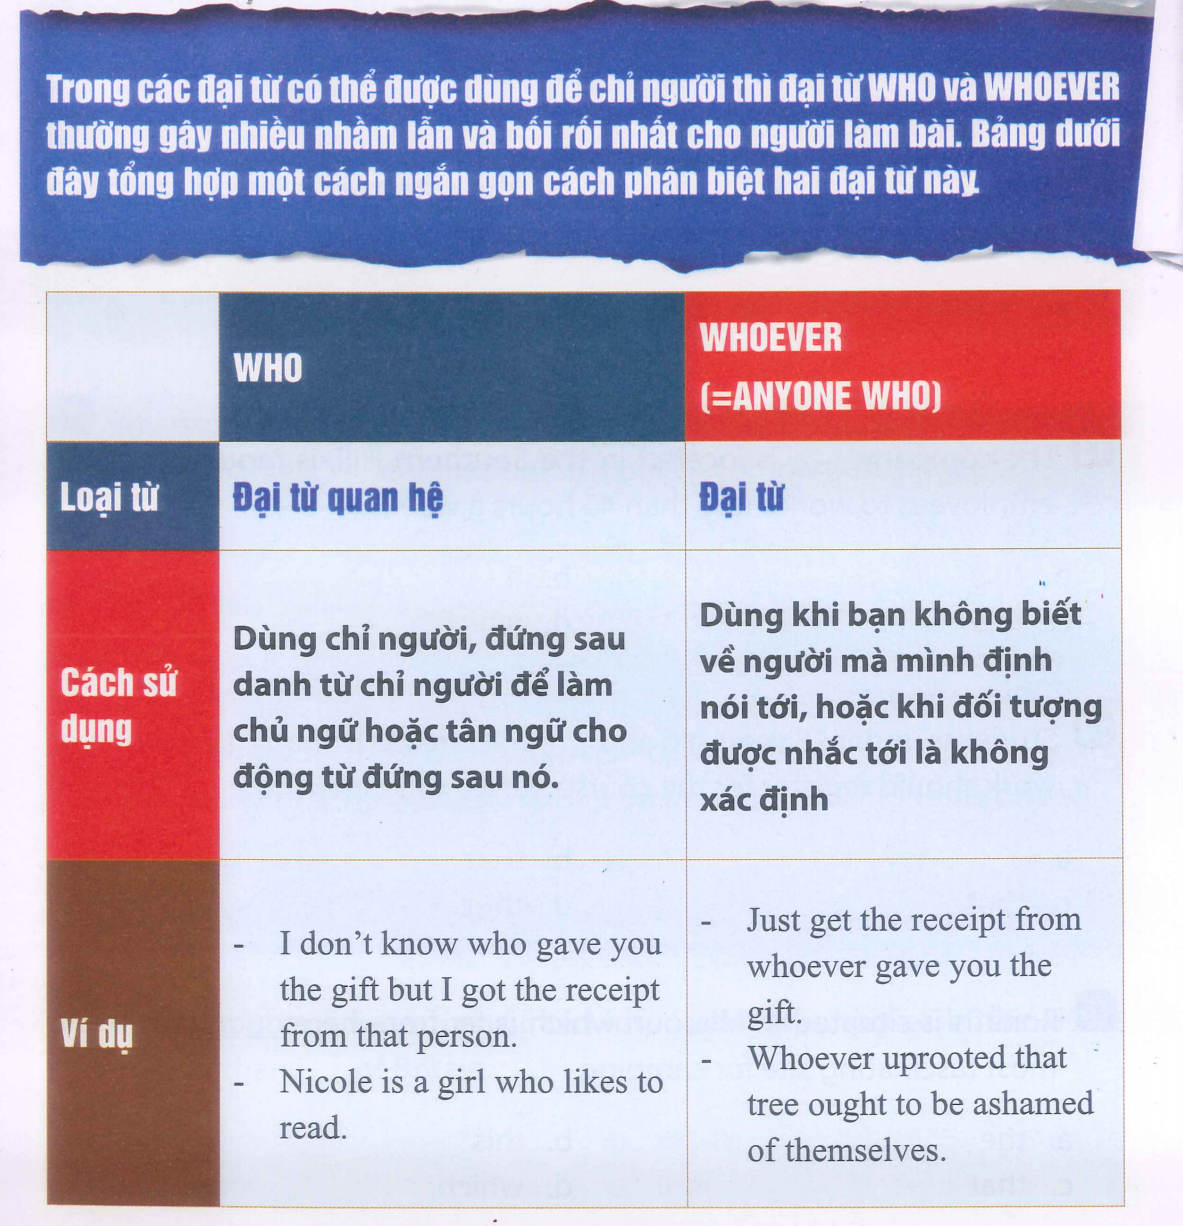 Trong các đại từ có thể được dùng để chỉ người thì đại từ WHO và WHOEVER
thường gây nhiều nhầm lẫn và bối rối nhất cho người làm bài. Bảng dưới
đây tổng hợp một cách ngắn gọn cách phân biệt hai đại từ này.
WHO
WHOEVER
(=ANYONE WHO)
Loại từ
Đại từ quan hệ
Đại từ
Cách sử
dụng
Dùng chỉ người, đứng sau
danh từ chỉ người để làm
chủ ngữ hoặc tân ngữ cho
động từ đứng sau nó.
Dùng khi bạn không biết
về người mà mình định
nói tới, hoặc khi đối tượng
được nhắc tới là không
xác định
Ví dụ
- I don't know who gave you
the gift but I got the receipt
from that person.
- Nicole is a girl who likes to
read.
- Just get the receipt from
whoever gave you the
gift.
- Whoever uprooted that
tree ought to be ashamed
of themselves.